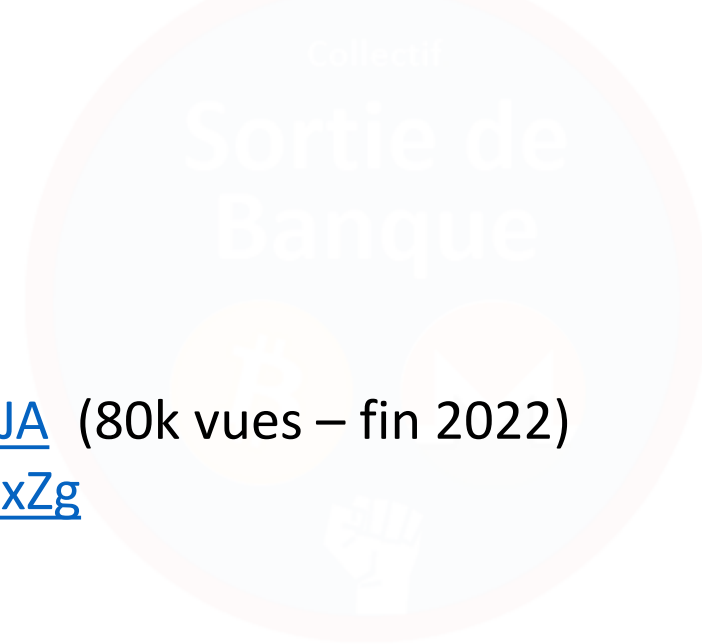 Collectif
Sortie de
Banque
JA (80k vues – fin 2022)
xZg